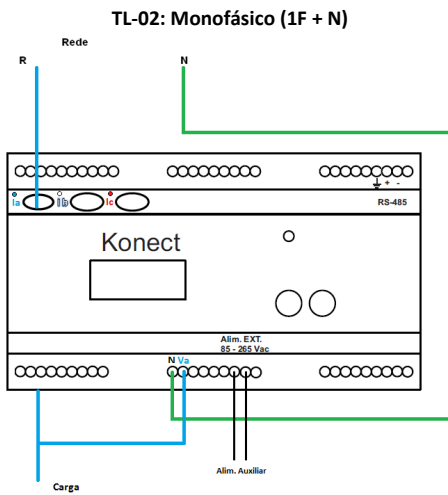 TL-02: Monofásico (1F + N)
Rede
R
N
+ -
Ia Ib Ic
RS-485
Konect
Alim. EXT.
85 - 265 Vac
N Va
Alim. Auxiliar
Carga